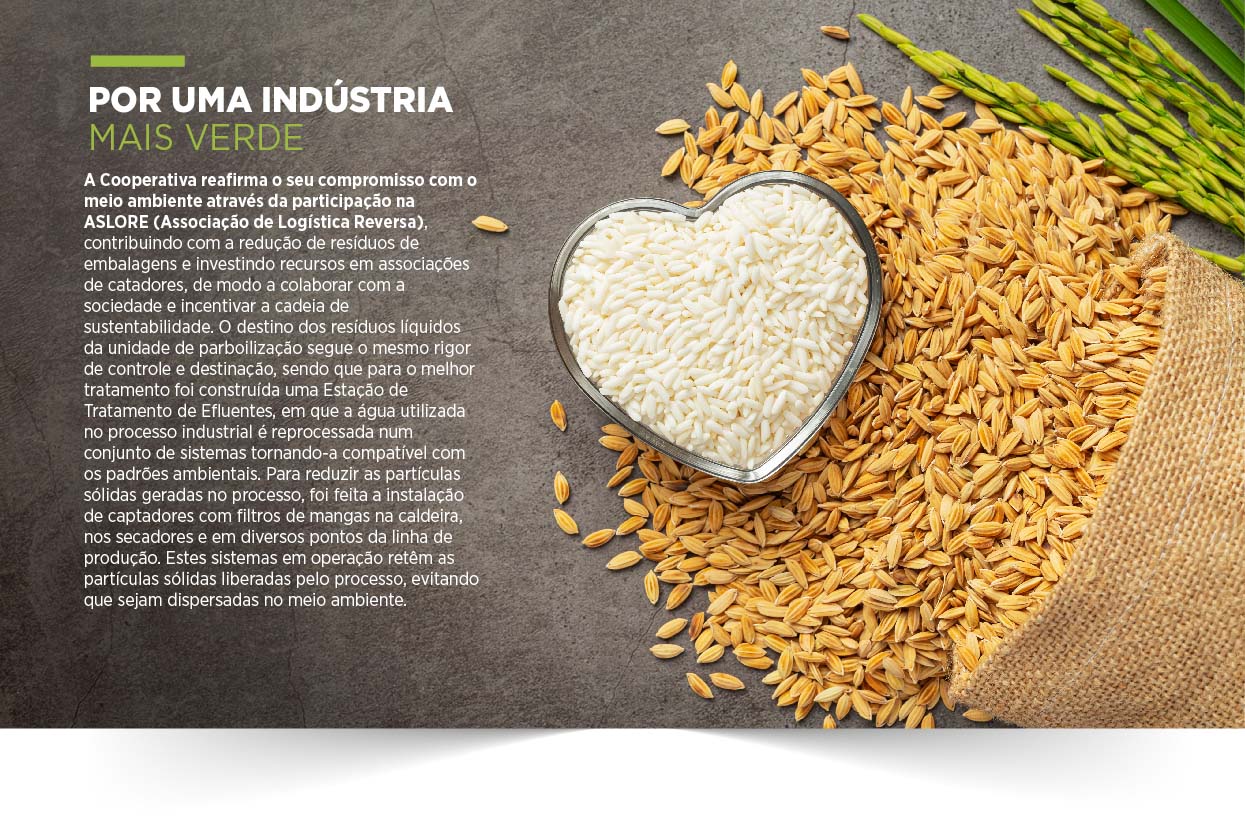 POR UMA INDÚSTRIA
MAIS VERDE
A Cooperativa reafirma o seu compromisso com o
meio ambiente através da participação na
ASLORE (Associação de Logística Reversa),
contribuindo com a redução de resíduos de
embalagens e investindo recursos em associações
de catadores, de modo a colaborar com a
sociedade e incentivar a cadeia de
sustentabilidade. O destino dos resíduos líquidos
da unidade de parboilização segue o mesmo rigor
de controle e destinação, sendo que para o melhor
tratamento foi construída uma Estação de
Tratamento de Efluentes, em que a água utilizada
no processo industrial é reprocessada num
conjunto de sistemas tornando-a compatível com
os padrões ambientais. Para reduzir as partículas
sólidas geradas no processo, foi feita a instalação
de captadores com filtros de mangas na caldeira,
nos secadores e em diversos pontos da linha de
produção. Estes sistemas em operação retêm as
partículas sólidas liberadas pelo processo, evitando
que sejam dispersadas no meio ambiente.